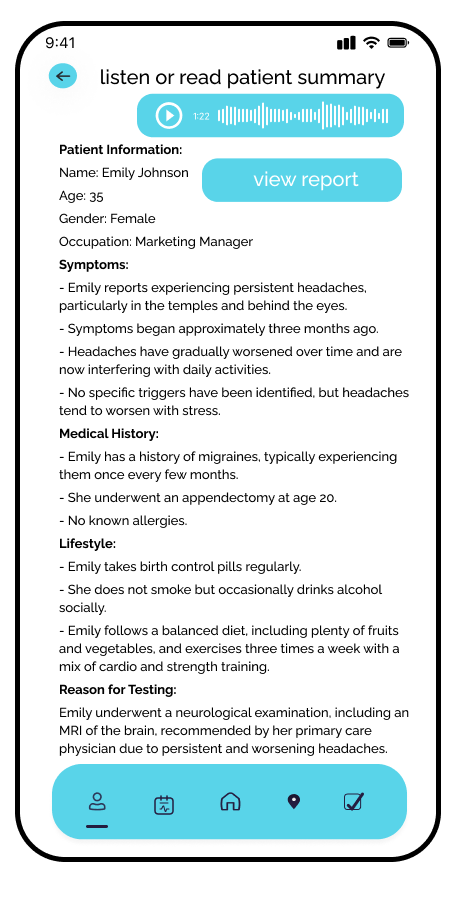 9:41
listen or read patient summary
1:22
Patient Information:
Name: Emily Johnson
view report
Age: 35
Gender: Female
Occupation: Marketing Manager
Symptoms:
- Emily reports experiencing persistent headaches,
particularly in the temples and behind the eyes.
- Symptoms began approximately three months ago.
- Headaches have gradually worsened over time and are
now interfering with daily activities.
- No specific triggers have been identified, but headaches
tend to worsen with stress.
Medical History:
- Emily has a history of migraines, typically experiencing
them once every few months.
- She underwent an appendectomy at age 20.
- No known allergies.
Lifestyle:
- Emily takes birth control pills regularly.
- She does not smoke but occasionally drinks alcohol
socially.
- Emily follows a balanced diet, including plenty of fruits
and vegetables, and exercises three times a week with a
mix of cardio and strength training.
Reason for Testing:
Emily underwent a neurological examination, including an
MRI of the brain, recommended by her primary care
physician due to persistent and worsening headaches.